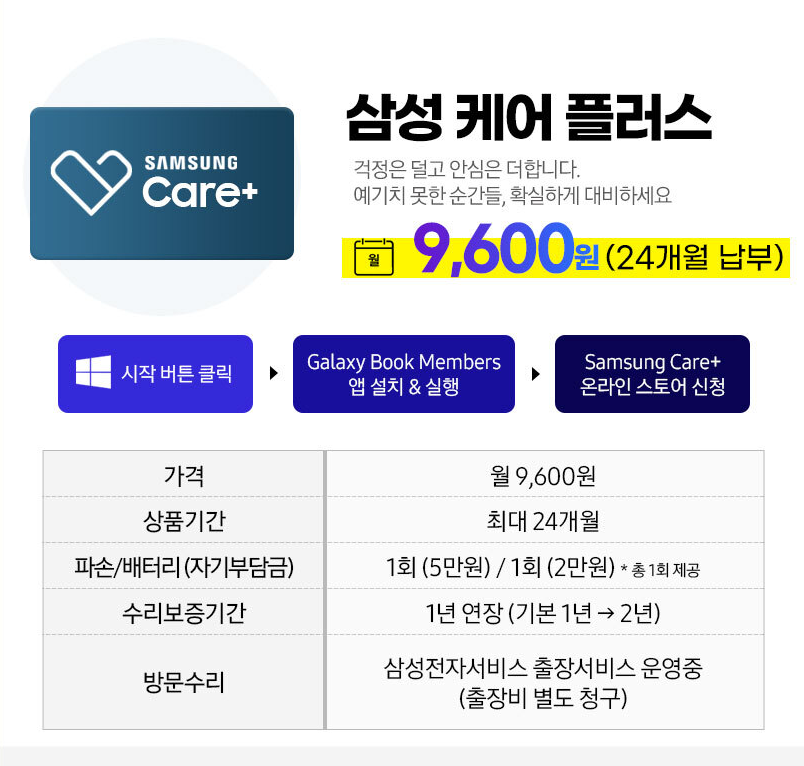 SAMSUNG
Care+
삼성 케어 플러스
걱정은 덜고 안심은 더합니다.
예기치 못한 순간들, 확실하게 대비하세요
월 9,600원 (24개월 납부)
시작 버튼 클릭
Galaxy Book Members
앱 설치 & 실행
Samsung Care+
온라인 스토어 신청
가격 월 9,600원
상품기간 최대 24개월
파손/배터리(자기부담금) 1회 (5만원) / 1회 (2만원) * 총 1회 제공
수리보증기간 1년 연장 (기본 1년 → 2년)
방문수리 삼성전자서비스 출장서비스 운영중
(출장비 별도 청구)